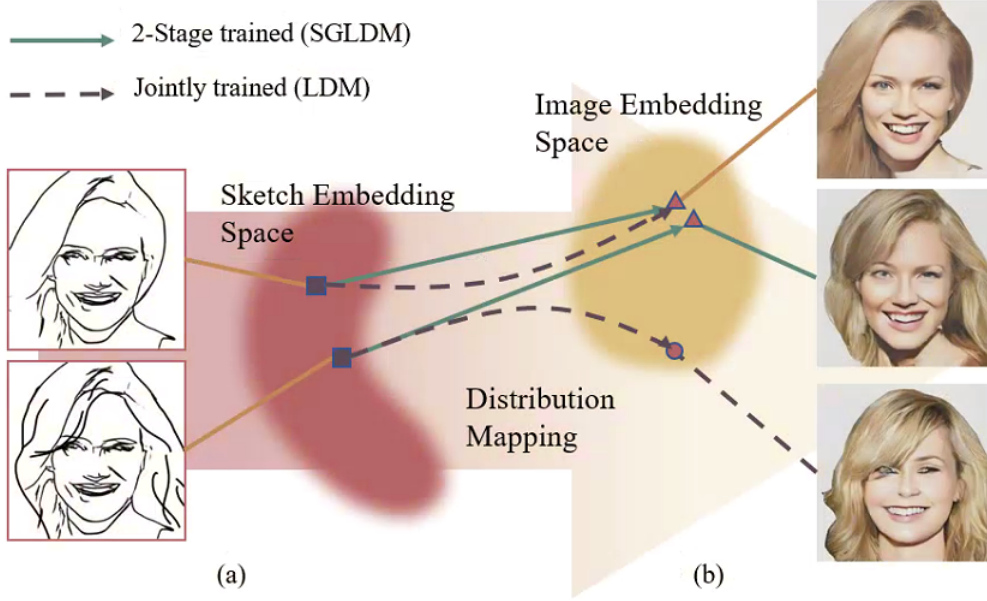 2-Stage trained (SGLDM)
Jointly trained (LDM)
Image Embedding
Space
Sketch Embedding
Space
Distribution
Mapping
(a)
(b)